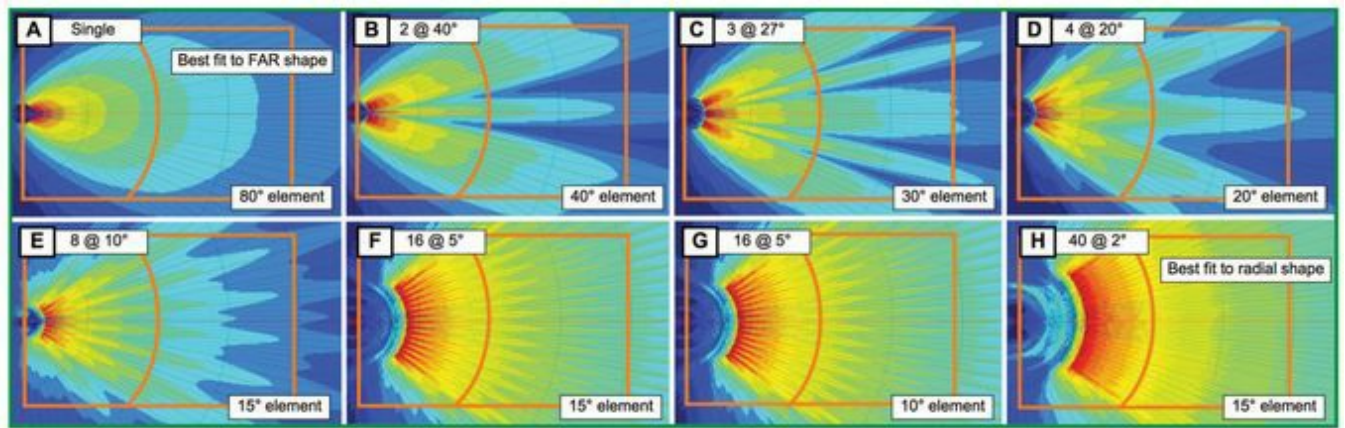 A Single
Best fit to FAR shape
80° element
B 2 @ 40°
40° element
C 3 @ 27°
30° element
D 4 @ 20°
20° element
E 8 @ 10°
15° element
F 16 @ 5°
15° element
G 16 @ 5°
10° element
H 40 @ 2°
Best fit to radial shape
15° element